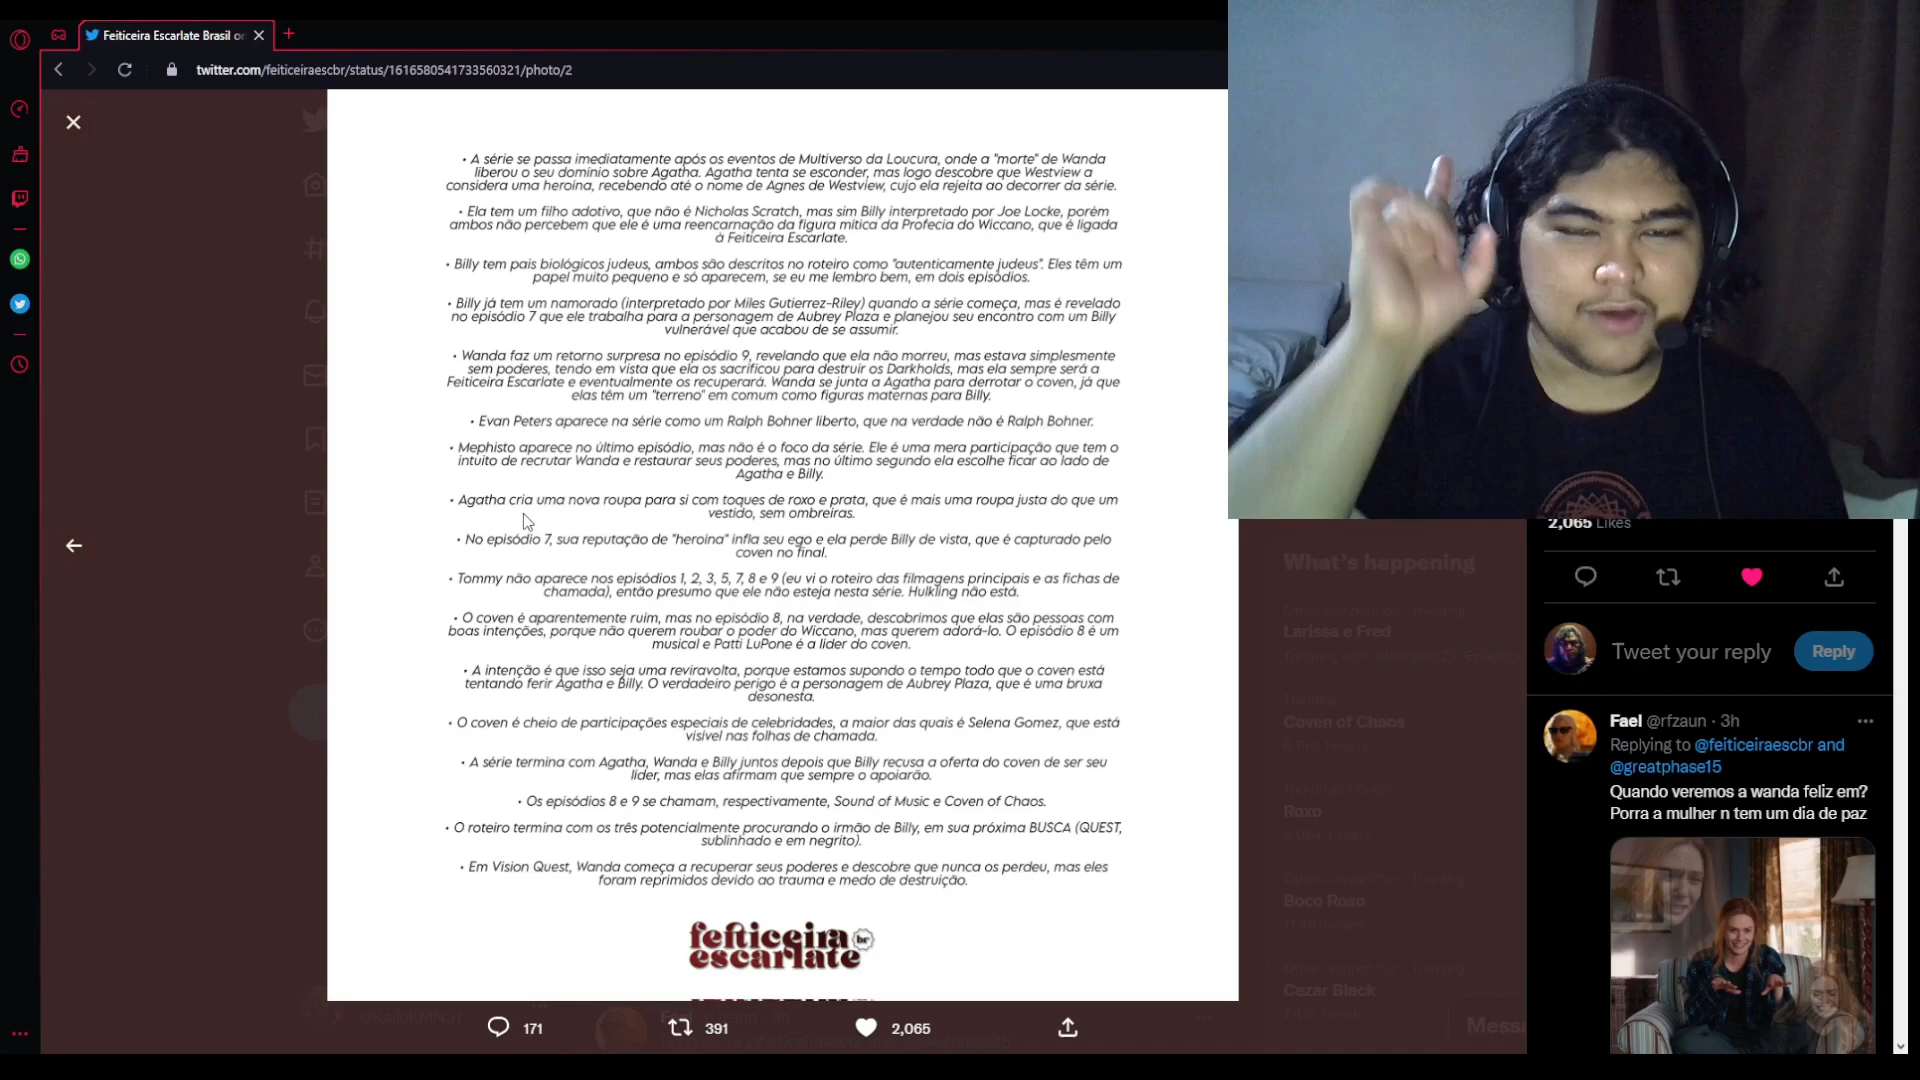 Feiticeira Escarlate Brasil on
twitter.com/feiticeiraescbr/status/1616580541733560321/photo/2
• A série se passa imediatamente após os eventos de Multiverso da Loucura, onde a "morte" de Wanda
liberou o seu domínio sobre Agatha. Agatha tenta se esconder, mas logo descobre que Westview a
considera uma heroína, recebendo até o nome de Agnes de Westview, cujo ela rejeita ao decorrer da série.
• Ela tem um filho adotivo, que não é Nicholas Scratch, mas sim Billy interpretado por Joe Locke, porém
ambos não percebem que ele é uma reencarnação da figura mítica da Profecia do Wiccano, que é ligada
à Feiticeira Escarlate.
• Billy tem pais biológicos judeus, ambos são descritos no roteiro como "autenticamente judeus". Eles têm um
papel muito pequeno e só aparecem, se eu me lembro bem, em dois episódios.
• Billy já tem um namorado (interpretado por Miles Gutierrez-Riley) quando a série começa, mas é revelado
no episódio 7 que ele trabalha para a personagem de Aubrey Plaza e planejou seu encontro com um Billy
vulnerável que acabou de se assumir.
• Wanda faz um retorno surpresa no episódio 9, revelando que ela não morreu, mas estava simplesmente
sem poderes, tendo em vista que ela os sacrificou para destruir os Darkholds, mas ela sempre será a
Feiticeira Escarlate e eventualmente os recuperará. Wanda se junta a Agatha para derrotar o coven, já que
elas têm um "terreno" em comum como figuras maternas para Billy.
• Evan Peters aparece na série como um Ralph Bohner liberto, que na verdade não é Ralph Bohner.
• Mephisto aparece no último episódio, mas não é o foco da série. Ele é uma mera participação que tem o
intuito de recrutar Wanda e restaurar seus poderes, mas no último segundo ela escolhe ficar ao lado de
Agatha e Billy.
• Agatha cria uma nova roupa para si com toques de roxo e prata, que é mais uma roupa justa do que um
vestido, sem ombreiras.
• No episódio 7, sua reputação de "heroína" infla seu ego e ela perde Billy de vista, que é capturado pelo
coven no final.
• Tommy não aparece nos episódios 1, 2, 3, 5, 7, 8 e 9 (eu vi o roteiro das filmagens principais e as fichas de
chamada), então presumo que ele não esteja nesta série. Hulkling não está.
• O coven é aparentemente ruim, mas no episódio 8, na verdade, descobrimos que elas são pessoas com
boas intenções, porque não querem roubar o poder do Wiccano, mas querem adorá-lo. O episódio 8 é um
musical e Patti LuPone é a líder do coven.
• A intenção é que isso seja uma reviravolta, porque estamos supondo o tempo todo que o coven está
tentando ferir Agatha e Billy. O verdadeiro perigo é a personagem de Aubrey Plaza, que é uma bruxa
desonesta.
• O coven é cheio de participações especiais de celebridades, a maior das quais é Selena Gomez, que está
visível nas folhas de chamada.
• A série termina com Agatha, Wanda e Billy juntos depois que Billy recusa a oferta do coven de ser seu
líder, mas elas afirmam que sempre o apoiarão.
• Os episódios 8 e 9 se chamam, respectivamente, Sound of Music e Coven of Chaos.
• O roteiro termina com os três potencialmente procurando o irmão de Billy, em sua próxima BUSCA (QUEST,
sublinhado e em negrito).
• Em Vision Quest, Wanda começa a recuperar seus poderes e descobre que nunca os perdeu, mas eles
foram reprimidos devido ao trauma e medo de destruição.
feiticeira br
escarlate
171
391
2,065
What's happening
Larissa e Fred
Coven of Chaos
Roxo
Boco Roso
Cezar Black
2,065 Likes
Tweet your reply
Reply
Fael @rfzaun · 3h
Replying to @feiticeiraescbr and
@greatphase15
Quando veremos a wanda feliz em?
Porra a mulher n tem um dia de paz